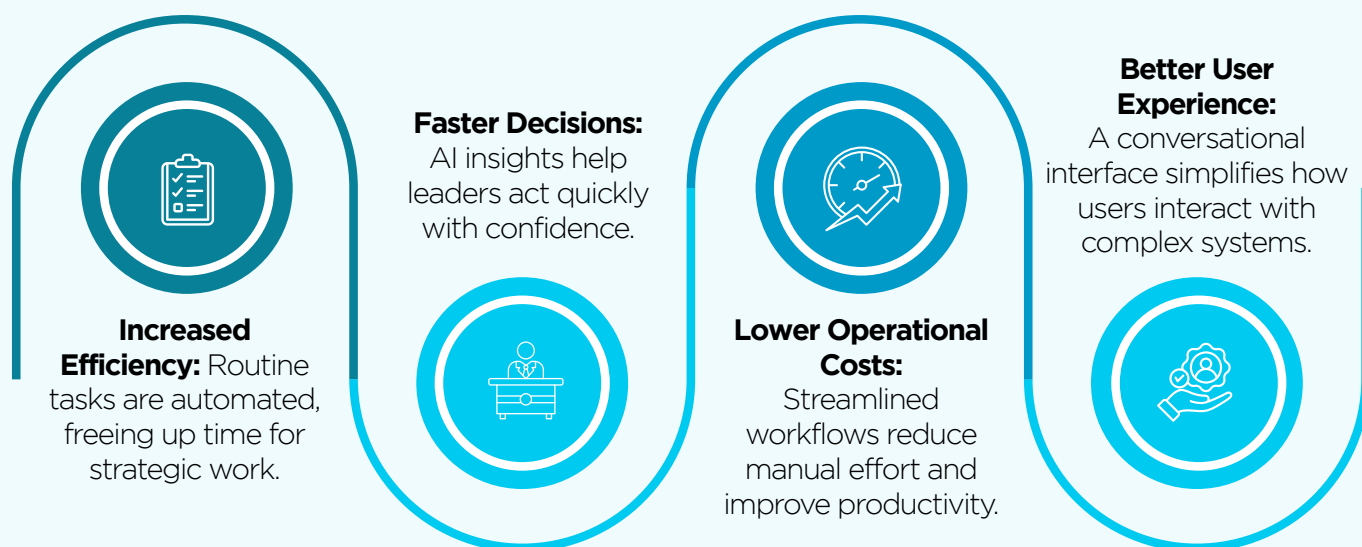 Increased
Efficiency: Routine
tasks are automated,
freeing up time for
strategic work.
Faster Decisions:
AI insights help
leaders act quickly
with confidence.
Lower Operational
Costs:
Streamlined
workflows reduce
manual effort and
improve productivity.
Better User
Experience:
A conversational
interface simplifies how
users interact with
complex systems.